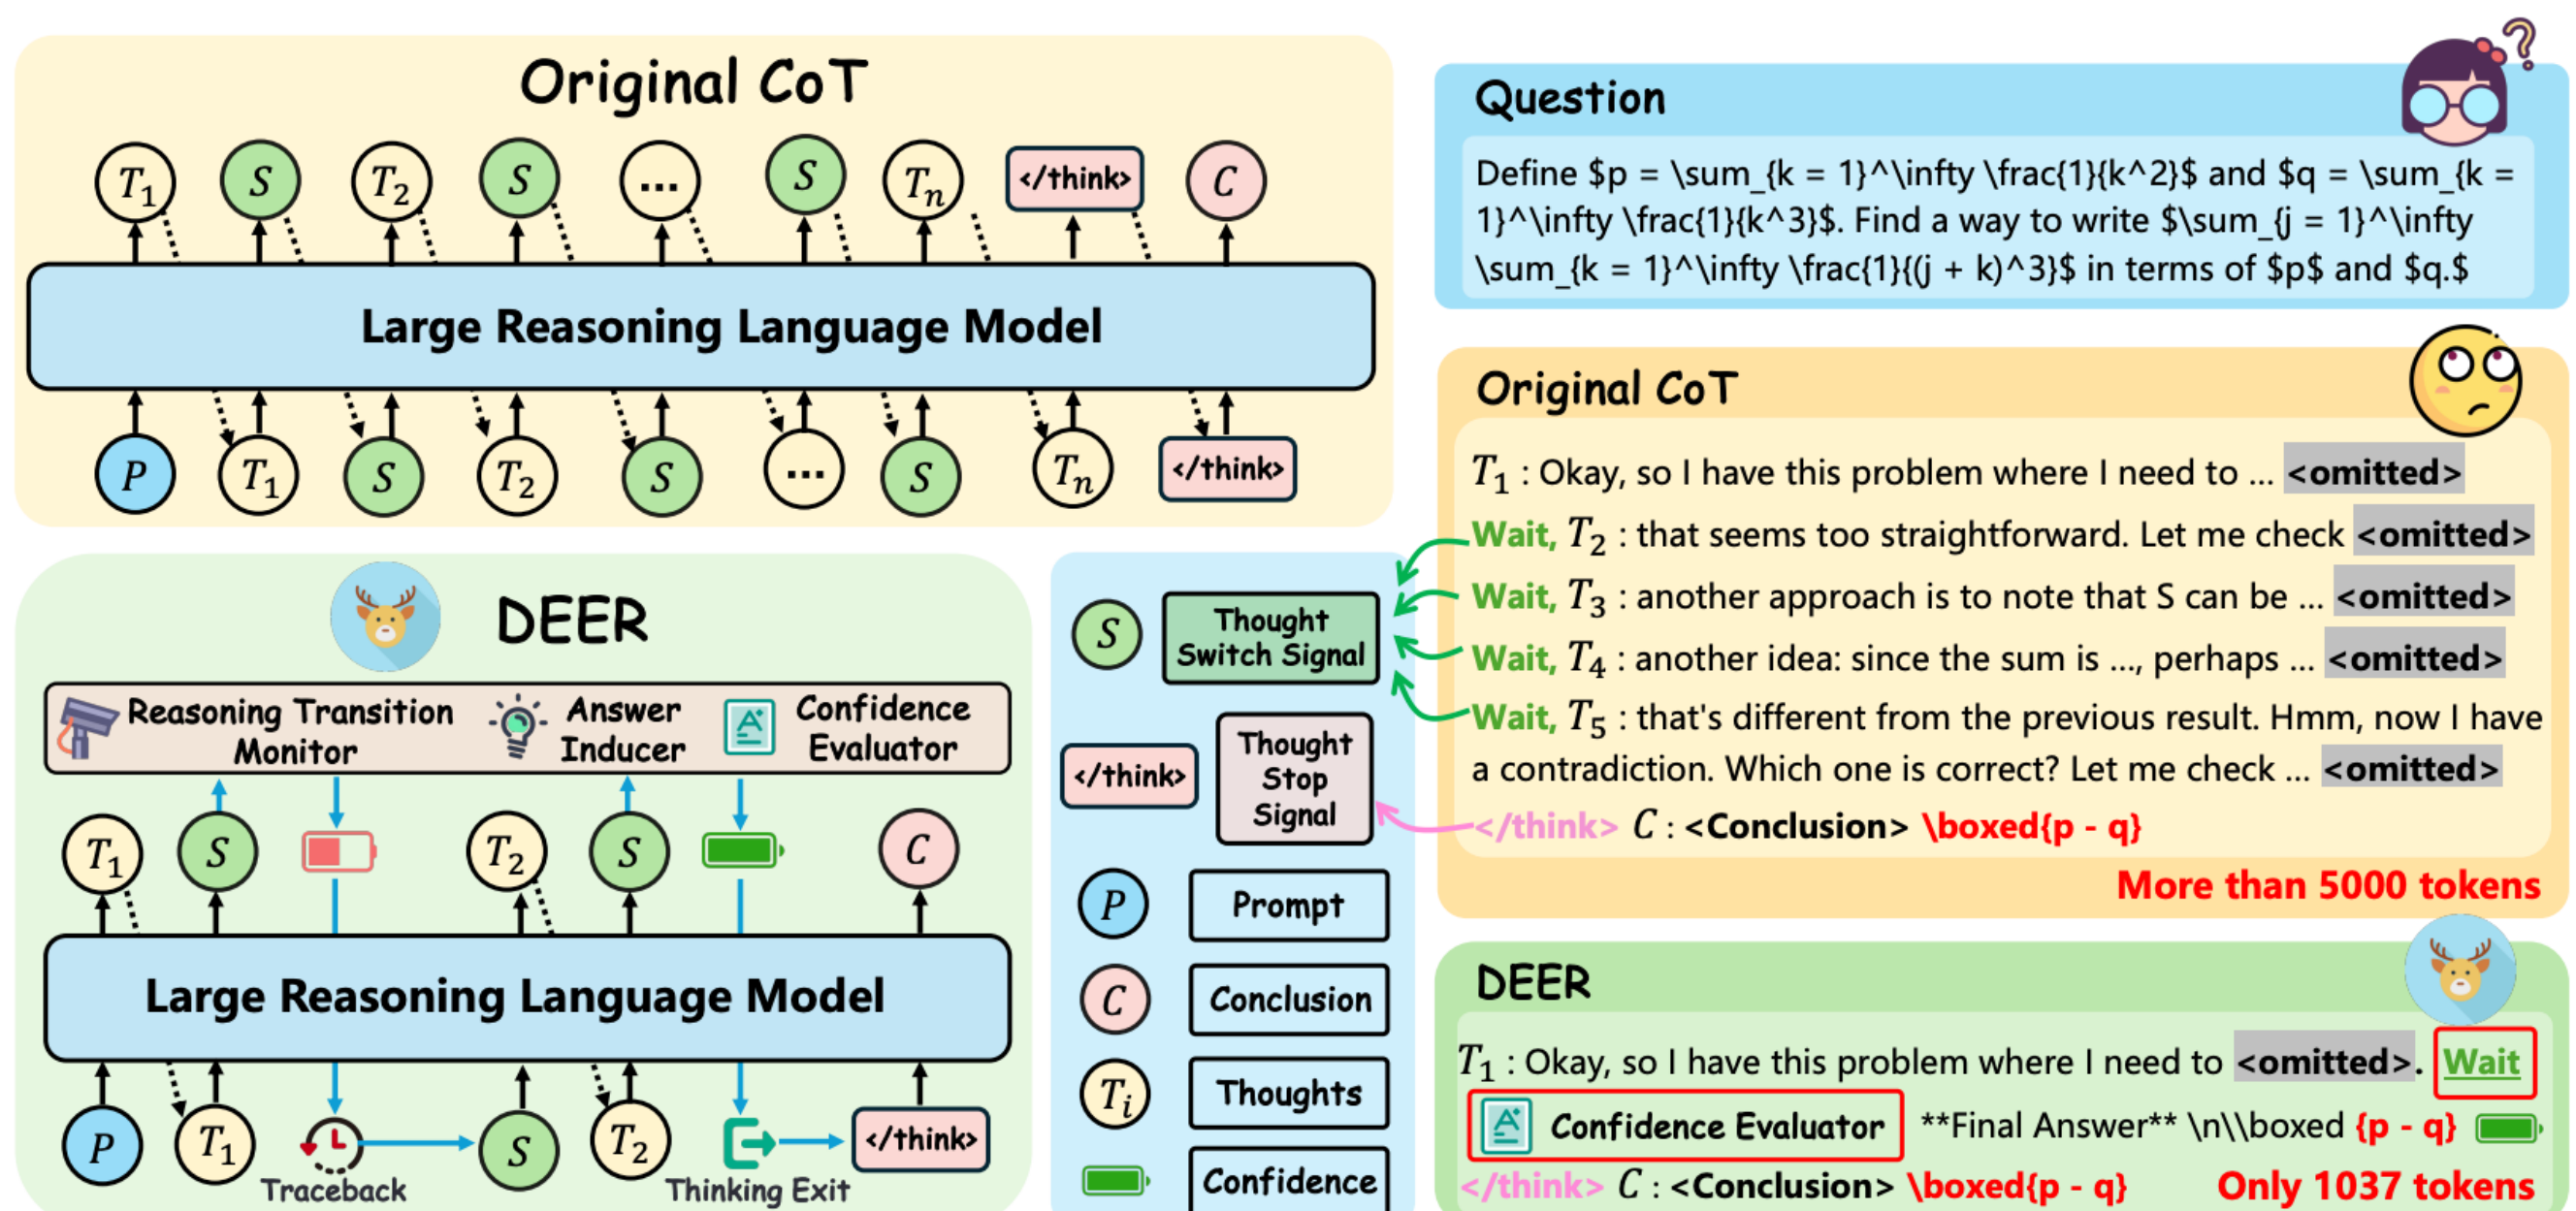 Original CoT
T1 S T2 S ... S Tn </think> C
Large Reasoning Language Model
P T1 S T2 S ... S Tn </think>
DEER
Reasoning Transition
Monitor
Answer
Inducer
Confidence
Evaluator
T1 S T2 S C
Large Reasoning Language Model
P T1 S T2 </think>
Traceback
Thinking Exit
S
Thought
Switch Signal
</think>
Thought
Stop
Signal
P
Prompt
C
Conclusion
Ti
Thoughts
Confidence
Question
Define $p = \sum_{k = 1}^\infty \frac{1}{k^2}$ and $q = \sum_{k =
1}^\infty \frac{1}{k^3}$. Find a way to write $\sum_{j = 1}^\infty
\sum_{k = 1}^\infty \frac{1}{(j + k)^3}$ in terms of $p$ and $q.$
Original CoT
T1 : Okay, so I have this problem where I need to ... <omitted>
Wait, T2 : that seems too straightforward. Let me check <omitted>
Wait, T3 : another approach is to note that S can be ... <omitted>
Wait, T4 : another idea: since the sum is ..., perhaps ... <omitted>
Wait, T5 : that's different from the previous result. Hmm, now I have
a contradiction. Which one is correct? Let me check ... <omitted>
</think> C : <Conclusion> \boxed{p - q}
More than 5000 tokens
DEER
T1 : Okay, so I have this problem where I need to <omitted>. Wait
Confidence Evaluator **Final Answer** \n\\boxed {p - q}
</think> C : <Conclusion> \boxed{p - q} Only 1037 tokens